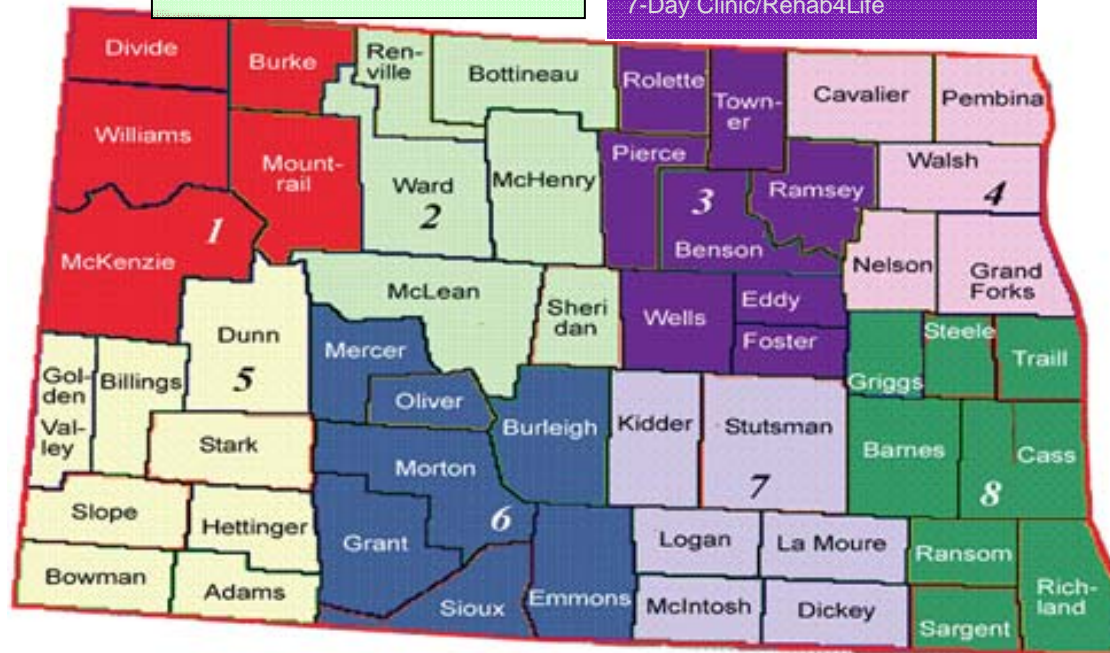 7-Day Clinic/Rehab4Life
Divide
Burke
Ren-
ville
Bottineau
Rolette
Town-
er
Cavalier
Pembina
Williams
Mount-
rail
Ward
2
McHenry
Pierce
3
Benson
Ramsey
Walsh
4
McKenzie
1
Nelson
Grand
Forks
McLean
Sheri
dan
Wells
Eddy
Foster
Dunn
5
Mercer
Oliver
Griggs
Steele
Traill
Gol-
den
Val-
ley
Billings
Stark
Morton
Burleigh
Kidder
Stutsman
7
Barnes
Cass
8
Slope
Hettinger
Grant
6
Logan
La Moure
Ransom
Rich-
land
Bowman
Adams
Sioux
Emmons
McIntosh
Dickey
Sargent